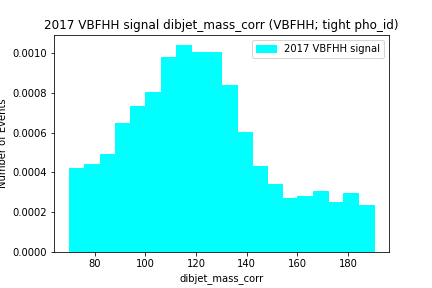 2017 VBFHH signal dibjet_mass_corr (VBFHH; tight pho_id)
2017 VBFHH signal
Number of Events
0.0010
0.0008
0.0006
0.0004
0.0002
0.0000
80 100 120 140 160 180
dibjet_mass_corr